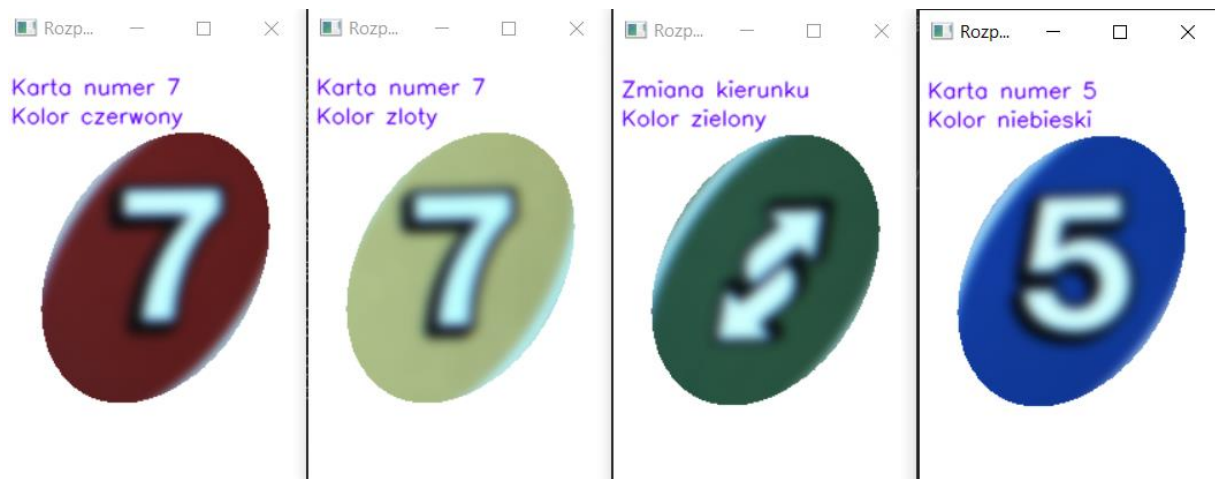 Rozp...
Karta numer 7
Kolor czerwony
7
Rozp...
Karta numer 7
Kolor zloty
7
Rozp...
Zmiana kierunku
Kolor zielony
Rozp...
Karta numer 5
Kolor niebieski
5